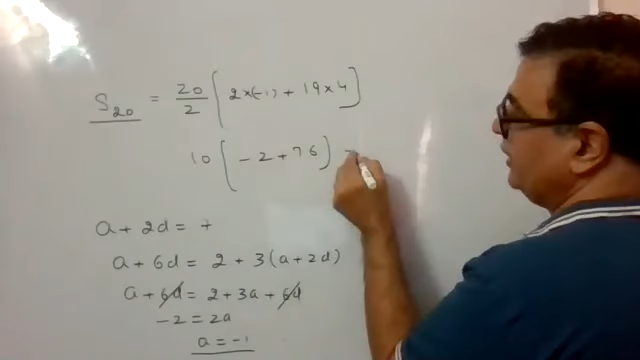 S₂₀ = 20/2 [ 2×(-1) + 19×4 ]
10 [ -2 + 76 ]
a + 2d = 7
a + 6d = 2 + 3(a+2d)
a + 6d = 2 + 3a + 6d
-2 = 2a
a = -1